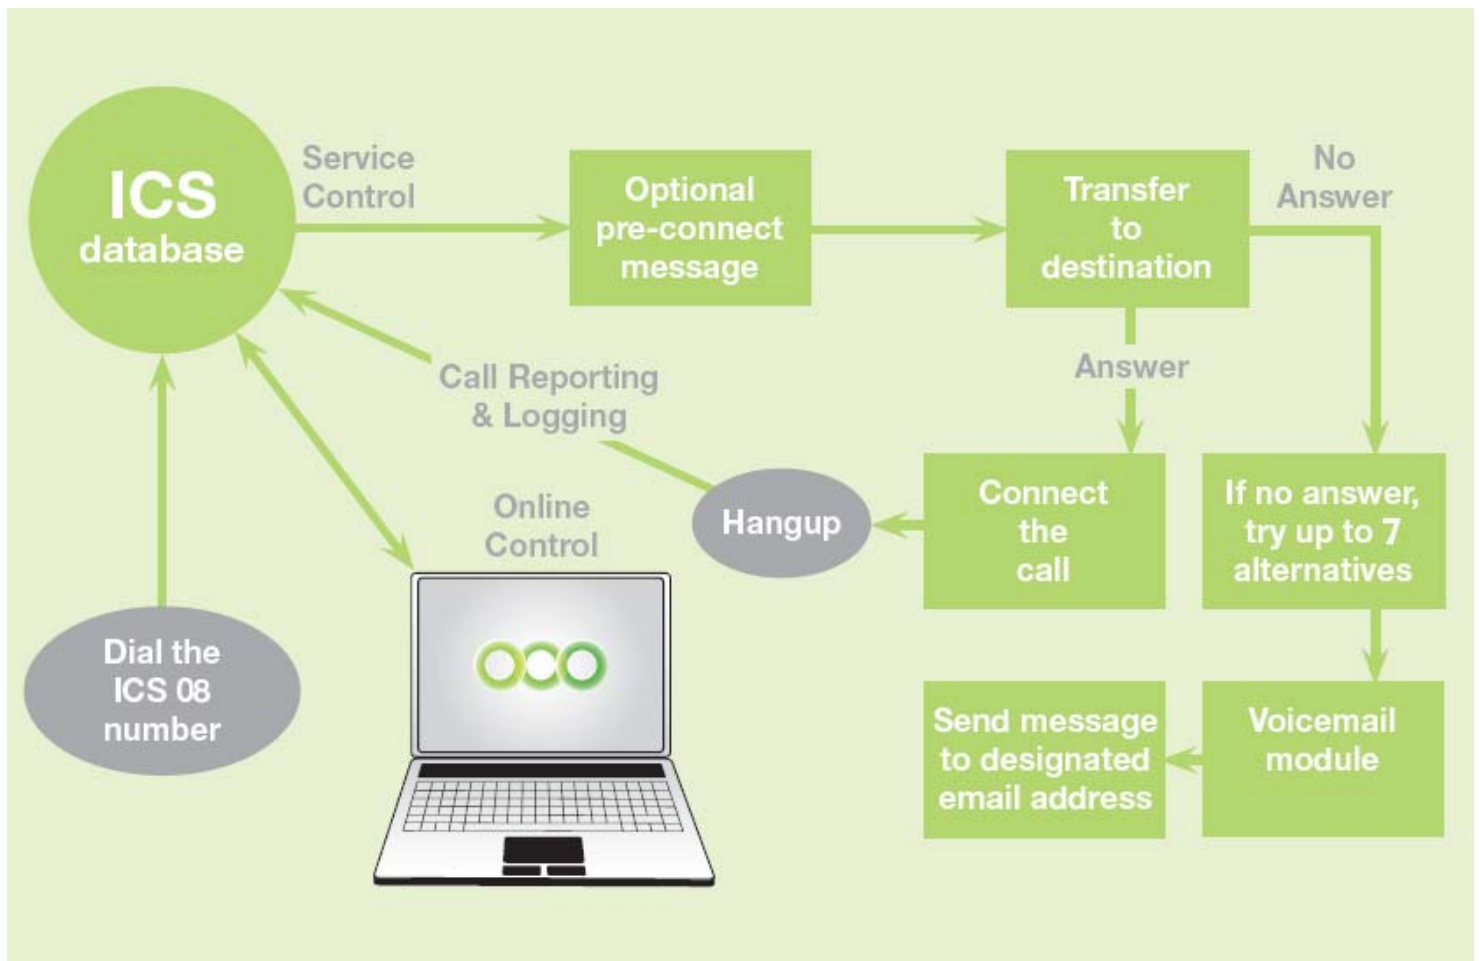 ICS
database
Service
Control
Optional
pre-connect
message
Transfer
to
destination
No
Answer
Answer
Call Reporting
& Logging
Hangup
Connect
the
call
If no answer,
try up to 7
alternatives
Online
Control
Dial the
ICS 08
number
Send message
to designated
email address
Voicemail
module